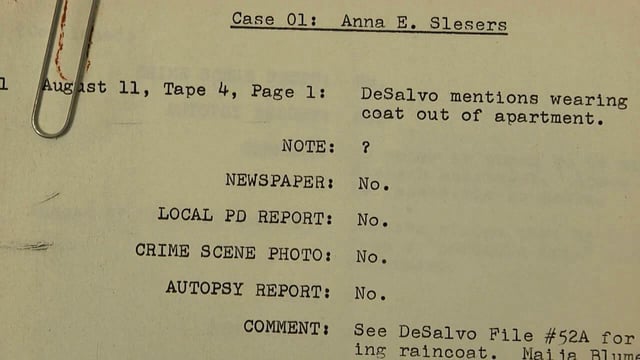 Case 01: Anna E. Slesers
1 August 11, Tape 4, Page 1: DeSalvo mentions wearing
coat out of apartment.
NOTE: ?
NEWSPAPER: No.
LOCAL PD REPORT: No.
CRIME SCENE PHOTO: No.
AUTOPSY REPORT: No.
COMMENT: See DeSalvo File #52A for
ing raincoat. Maija